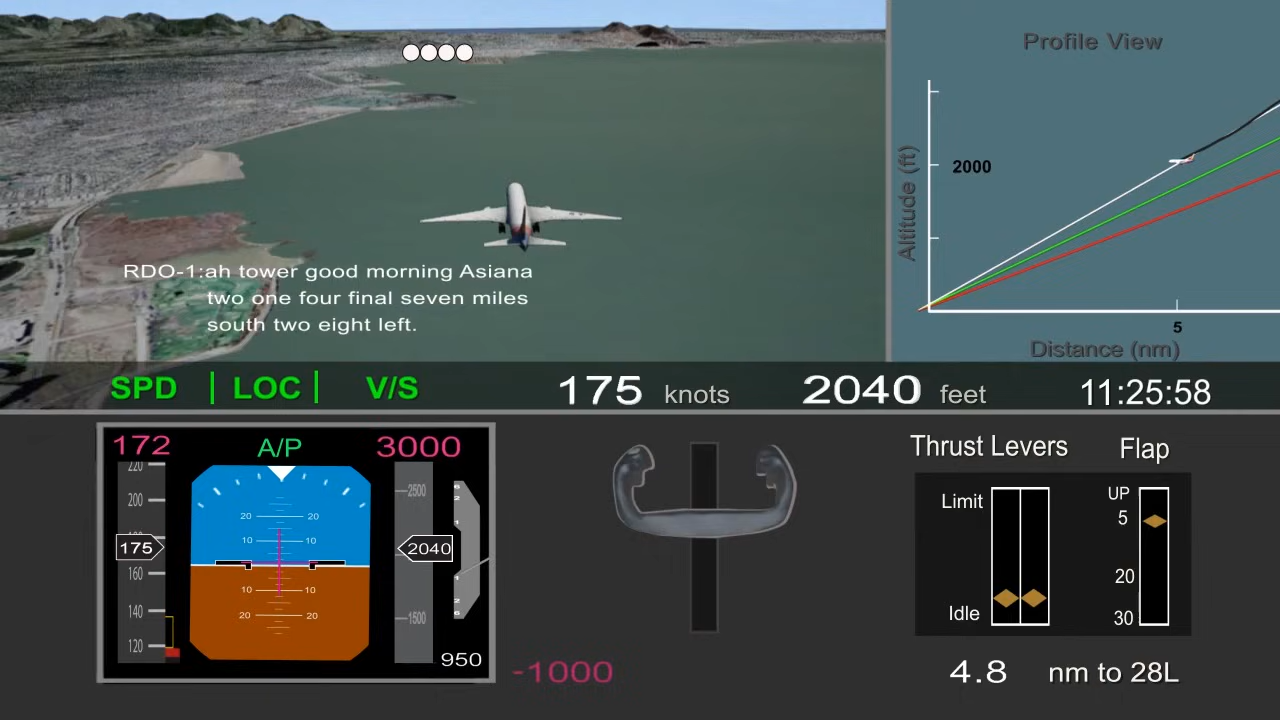 Profile View
Altitude (ft)
2000
5
Distance (nm)
RDO-1:ah tower good morning Asiana
two one four final seven miles
south two eight left.
SPD | LOC | V/S
175 knots
2040 feet
11:25:58
172 A/P 3000
220
200
175
160
140
120
20 20
10 10
10 10
20 20
2500
2040
1500
950
-1000
Thrust Levers
Flap
Limit
Idle
UP
5
20
30
4.8 nm to 28L